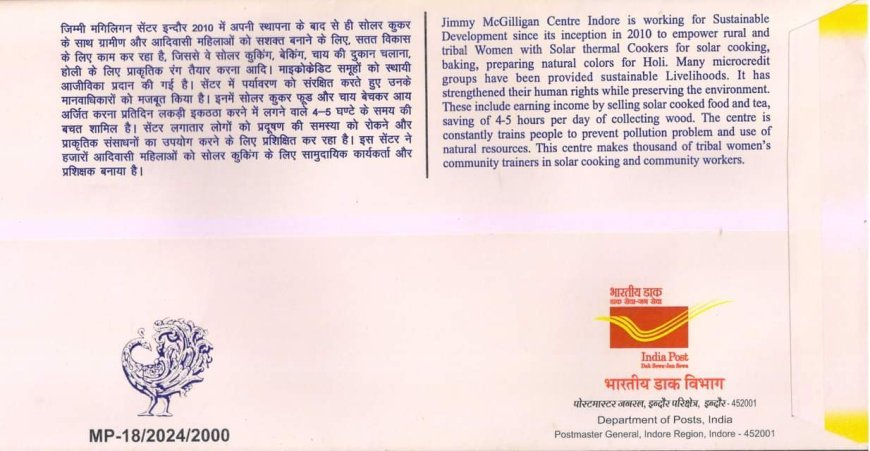 जिम्मी मगिलिगन सेंटर इन्दौर 2010 में अपनी स्थापना के बाद से ही सोलर कुकर
के साथ ग्रामीण और आदिवासी महिलाओं को सशक्त बनाने के लिए, सतत विकास
के लिए काम कर रहा है, जिससे वे सोलर कुकिंग, बेकिंग, चाय की दुकान चलाना,
होली के लिए प्राकृतिक रंग तैयार करना आदि। माइकोकेडिट समूहों को स्थायी
आजीविका प्रदान की गई है। सेंटर में पर्यावरण को संरक्षित करते हुए उनके
मानवाधिकारों को मजबूत किया है। इनमें सोलर कुकर फूड और चाय बेचकर आय
अर्जित करना प्रतिदिन लकड़ी इकठठा करने में लगने वाले 4–5 घण्टे के समय की
बचत शामिल है। सेंटर लगातार लोगों को प्रदूषण की समस्या को रोकने और
प्राकृतिक संसाधनों का उपयोग करने के लिए प्रशिक्षित कर रहा है। इस सेंटर ने
हजारों आदिवासी महिलाओं को सोलर कुकिंग के लिए सामुदायिक कार्यकर्ता और
प्रशिक्षक बनाया है।
Jimmy McGilligan Centre Indore is working for Sustainable
Development since its inception in 2010 to empower rural and
tribal Women with Solar thermal Cookers for solar cooking,
baking, preparing natural colors for Holi. Many microcredit
groups have been provided sustainable Livelihoods. It has
strengthened their human rights while preserving the environment.
These include earning income by selling solar cooked food and tea,
saving of 4-5 hours per day of collecting wood. The centre is
constantly trains people to prevent pollution problem and use of
natural resources. This centre makes thousand of tribal women's
community trainers in solar cooking and community workers.
MP-18/2024/2000
भारतीय डाक
डाक सेवा-जन सेवा
India Post
Dak Sewa-Jan Sewa
भारतीय डाक विभाग
पोस्टमास्टर जनरल, इन्दौर परिक्षेत्र, इन्दौर - 452001
Department of Posts, India
Postmaster General, Indore Region, Indore - 452001